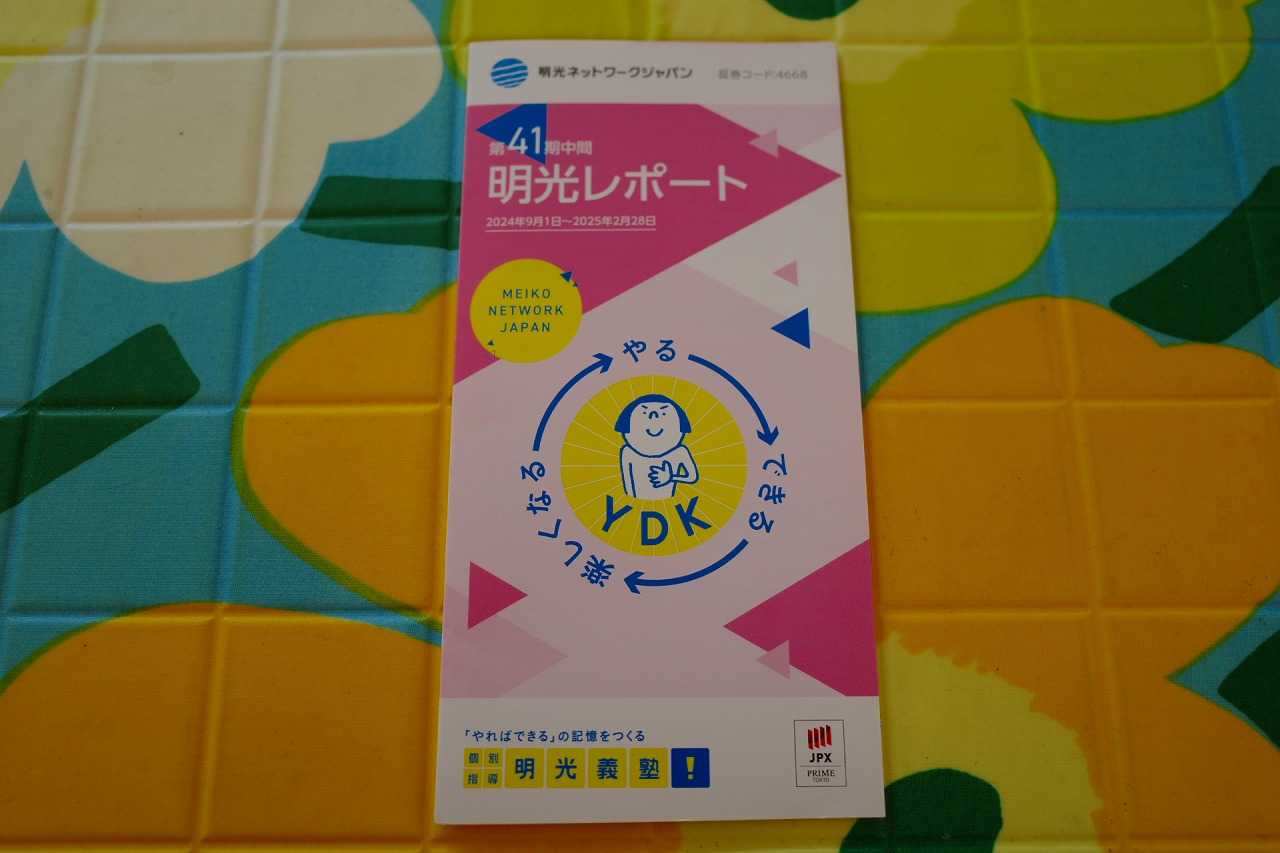 明光ネットワークジャパン 証券コード:4668
第41期中間
明光レポート
2024年9月1日～2025年2月28日
MEIKO
NETWORK
JAPAN
やる
できる
楽しくなる
YDK
「やればできる」の記憶をつくる
個別
指導
明光義塾!
JPX
PRIME
TOKYO